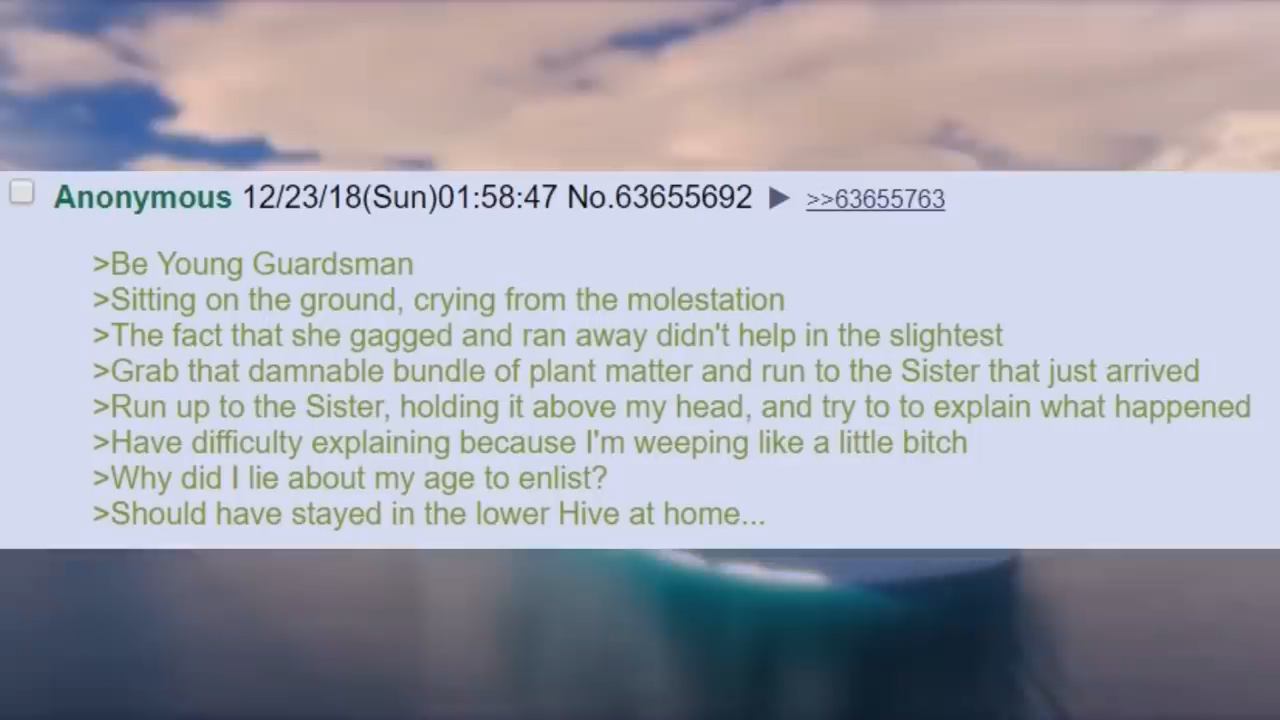 Anonymous 12/23/18(Sun)01:58:47 No.63655692 ▶ >>63655763
>Be Young Guardsman
>Sitting on the ground, crying from the molestation
>The fact that she gagged and ran away didn't help in the slightest
>Grab that damnable bundle of plant matter and run to the Sister that just arrived
>Run up to the Sister, holding it above my head, and try to to explain what happened
>Have difficulty explaining because I'm weeping like a little bitch
>Why did I lie about my age to enlist?
>Should have stayed in the lower Hive at home...